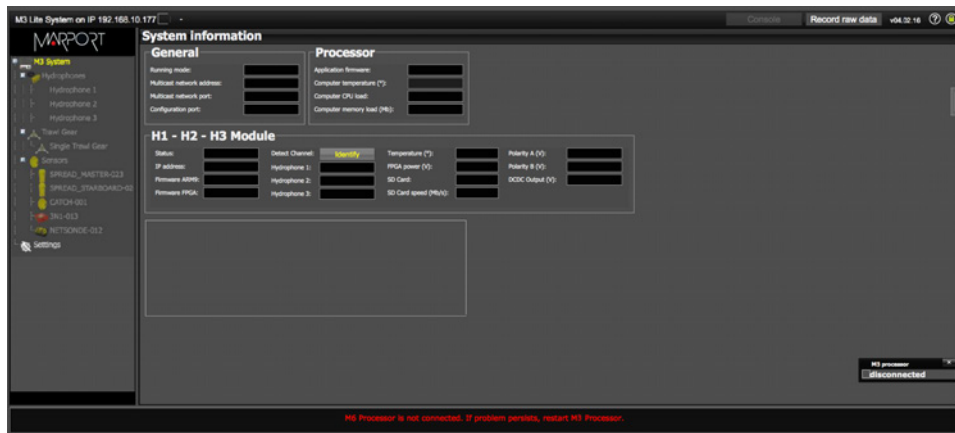 M3 Lite System on IP 192.168.10.177
Console
Record raw data
v04.02.16
MARPORT
M3 System
Hydrophones
Hydrophone 1
Hydrophone 2
Hydrophone 3
Trawl Gear
Single Trawl Gear
Sensors
SPREAD_MASTER-023
SPREAD_STARBOARD-02
CATCH-001
IN1-013
NETSONDE-012
Settings
System information
General
Running mode:
Multicast network address:
Multicast network port:
Configuration port:
Processor
Application firmware:
Computer temperature (°):
Computer CPU load:
Computer memory load (Mb):
H1 - H2 - H3 Module
Status:
IP address:
Firmware ARM9:
Firmware FPGA:
Detect Channel:
Identify
Hydrophone 1:
Hydrophone 2:
Hydrophone 3:
Temperature (°):
FPGA power (V):
SD Card:
SD Card speed (Mb/s):
Polarity A (V):
Polarity B (V):
DCDC Output (V):
M3 processor
disconnected
M6 Processor is not connected. If problem persists, restart M3 Processor.